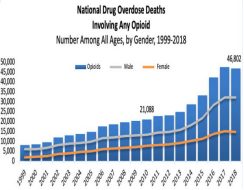 National Drug Overdose Deaths
Involving Any Opioid
Number Among All Ages, by Gender, 1999-2018
Opioids Male Female
46,802
50,000
45,000
40,000
35,000
30,000
25,000
21,088
20,000
15,000
10,000
5,000
0
1999 2000 2001 2002 2003 2004 2005 2006 2007 2008 2009 2010 2011 2012 2013 2014 2015 2016 2017 2018